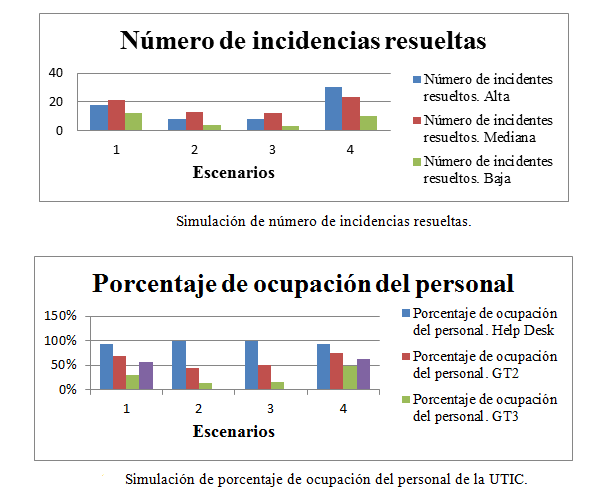 Número de incidencias resueltas
40
20
0
1 2 3 4
Escenarios
Número de incidentes
resueltos. Alta
Número de incidentes
resueltos. Mediana
Número de incidentes
resueltos. Baja
Simulación de número de incidencias resueltas.
Porcentaje de ocupación del personal
150%
100%
50%
0%
1 2 3 4
Escenarios
Porcentaje de ocupación
del personal. Help Desk
Porcentaje de ocupación
del personal. GT2
Porcentaje de ocupación
del personal. GT3
Simulación de porcentaje de ocupación del personal de la UTIC.